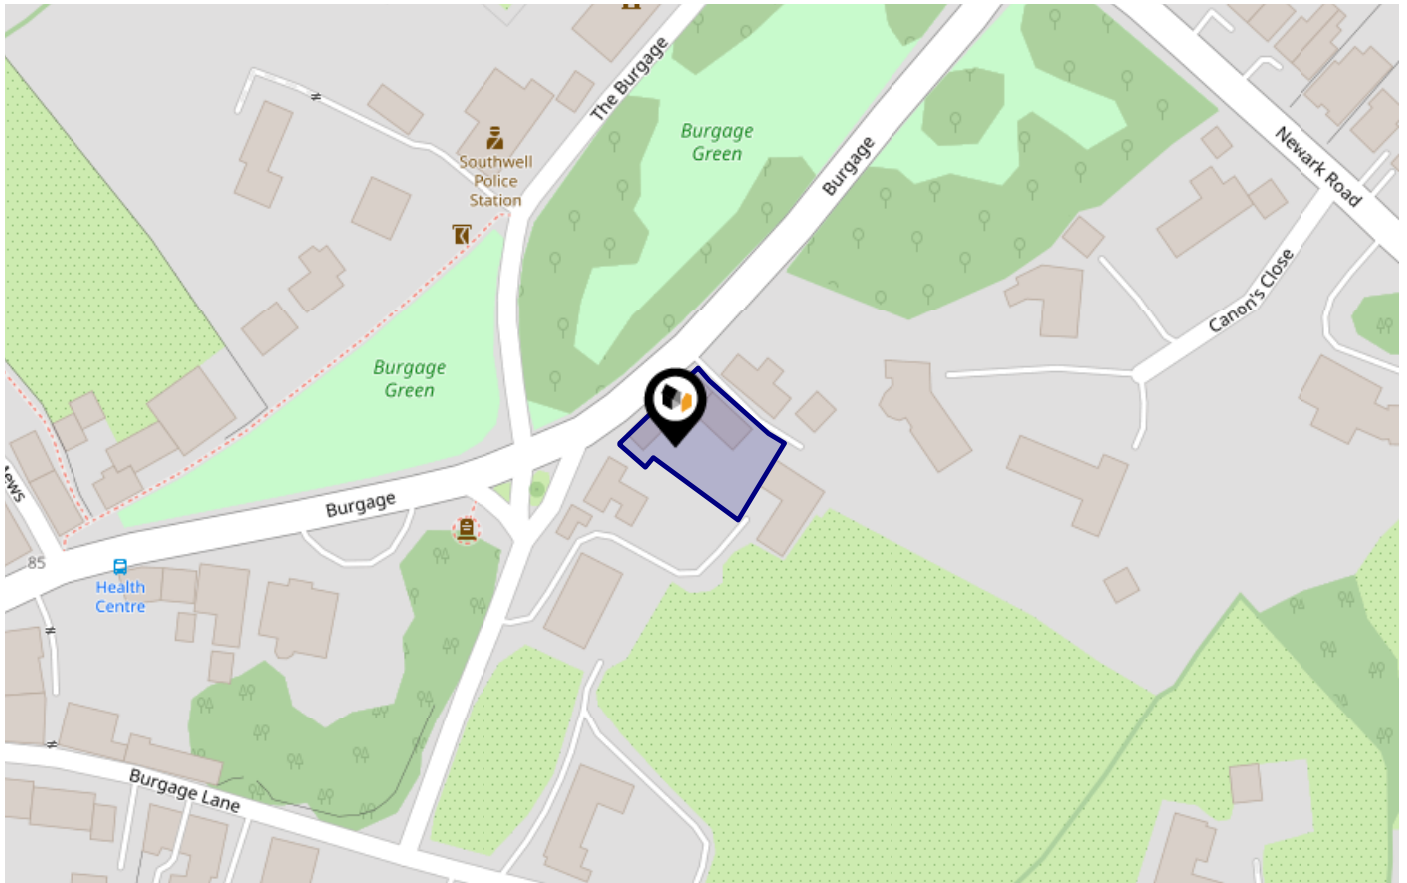 The Burgage
Burgage
Green
Burgage
Newark Road
Southwell
Police
Station
Canon's Close
Burgage
Green
Burgage
85
Health
Centre
Burgage Lane